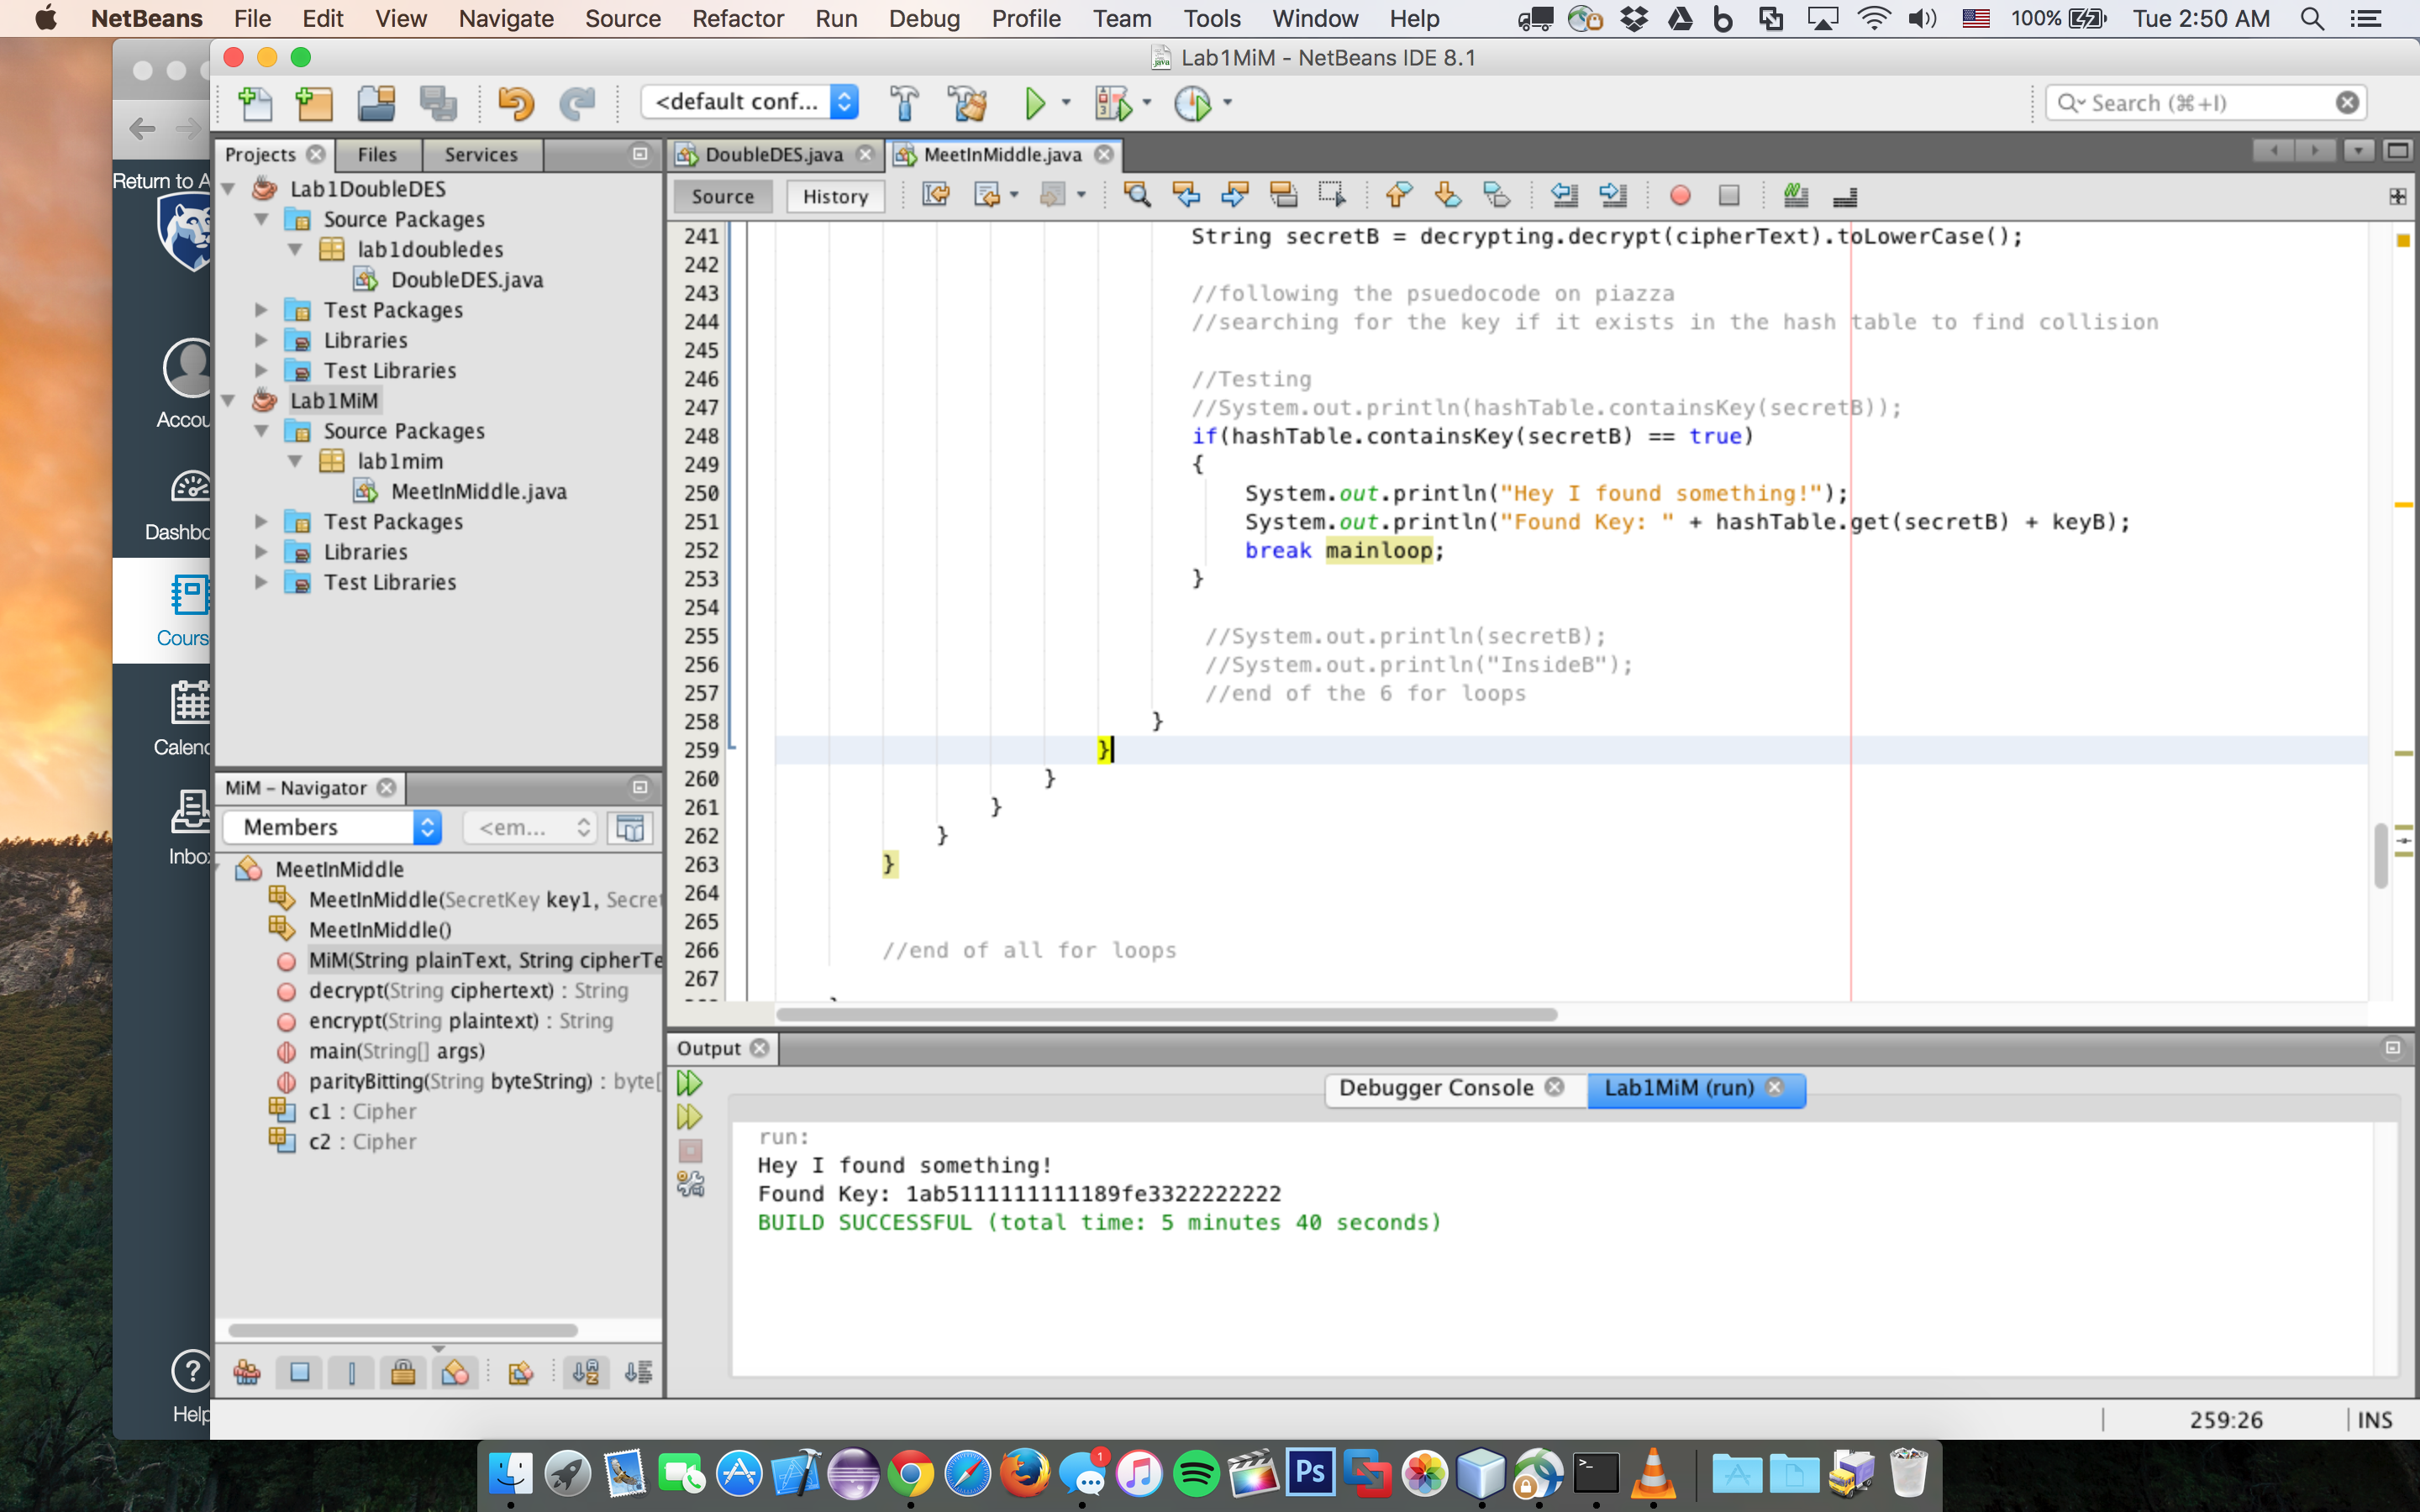 NetBeans File Edit View Navigate Source Refactor Run Debug Profile Team Tools Window Help 100% Tue 2:50 AM
Lab1MiM - NetBeans IDE 8.1
<default conf...
Search (⌘+I)
Return to A
Accou
Dashbo
Cours
Calend
Inbo
Help
Projects Files Services
Lab1DoubleDES
Source Packages
lab1doubledes
DoubleDES.java
Test Packages
Libraries
Test Libraries
Lab1MiM
Source Packages
lab1mim
MeetInMiddle.java
Test Packages
Libraries
Test Libraries
MiM – Navigator
Members <em...
MeetInMiddle
MeetInMiddle(SecretKey key1, Secret
MeetInMiddle()
MiM(String plainText, String cipherTe
decrypt(String ciphertext) : String
encrypt(String plaintext) : String
main(String[] args)
parityBitting(String byteString) : byte[
c1 : Cipher
c2 : Cipher
DoubleDES.java MeetInMiddle.java
Source History
241 String secretB = decrypting.decrypt(cipherText).toLowerCase();
242
243 //following the psuedocode on piazza
244 //searching for the key if it exists in the hash table to find collision
245
246 //Testing
247 //System.out.println(hashTable.containsKey(secretB));
248 if(hashTable.containsKey(secretB) == true)
249 {
250 System.out.println("Hey I found something!");
251 System.out.println("Found Key: " + hashTable.get(secretB) + keyB);
252 break mainloop;
253 }
254
255 //System.out.println(secretB);
256 //System.out.println("InsideB");
257 //end of the 6 for loops
258 }
259 }
260 }
261 }
262 }
263 }
264
265
266 //end of all for loops
267
Output
Debugger Console Lab1MiM (run)
run:
Hey I found something!
Found Key: 1ab5111111111189fe3322222222
BUILD SUCCESSFUL (total time: 5 minutes 40 seconds)
259:26 INS
1
Ps